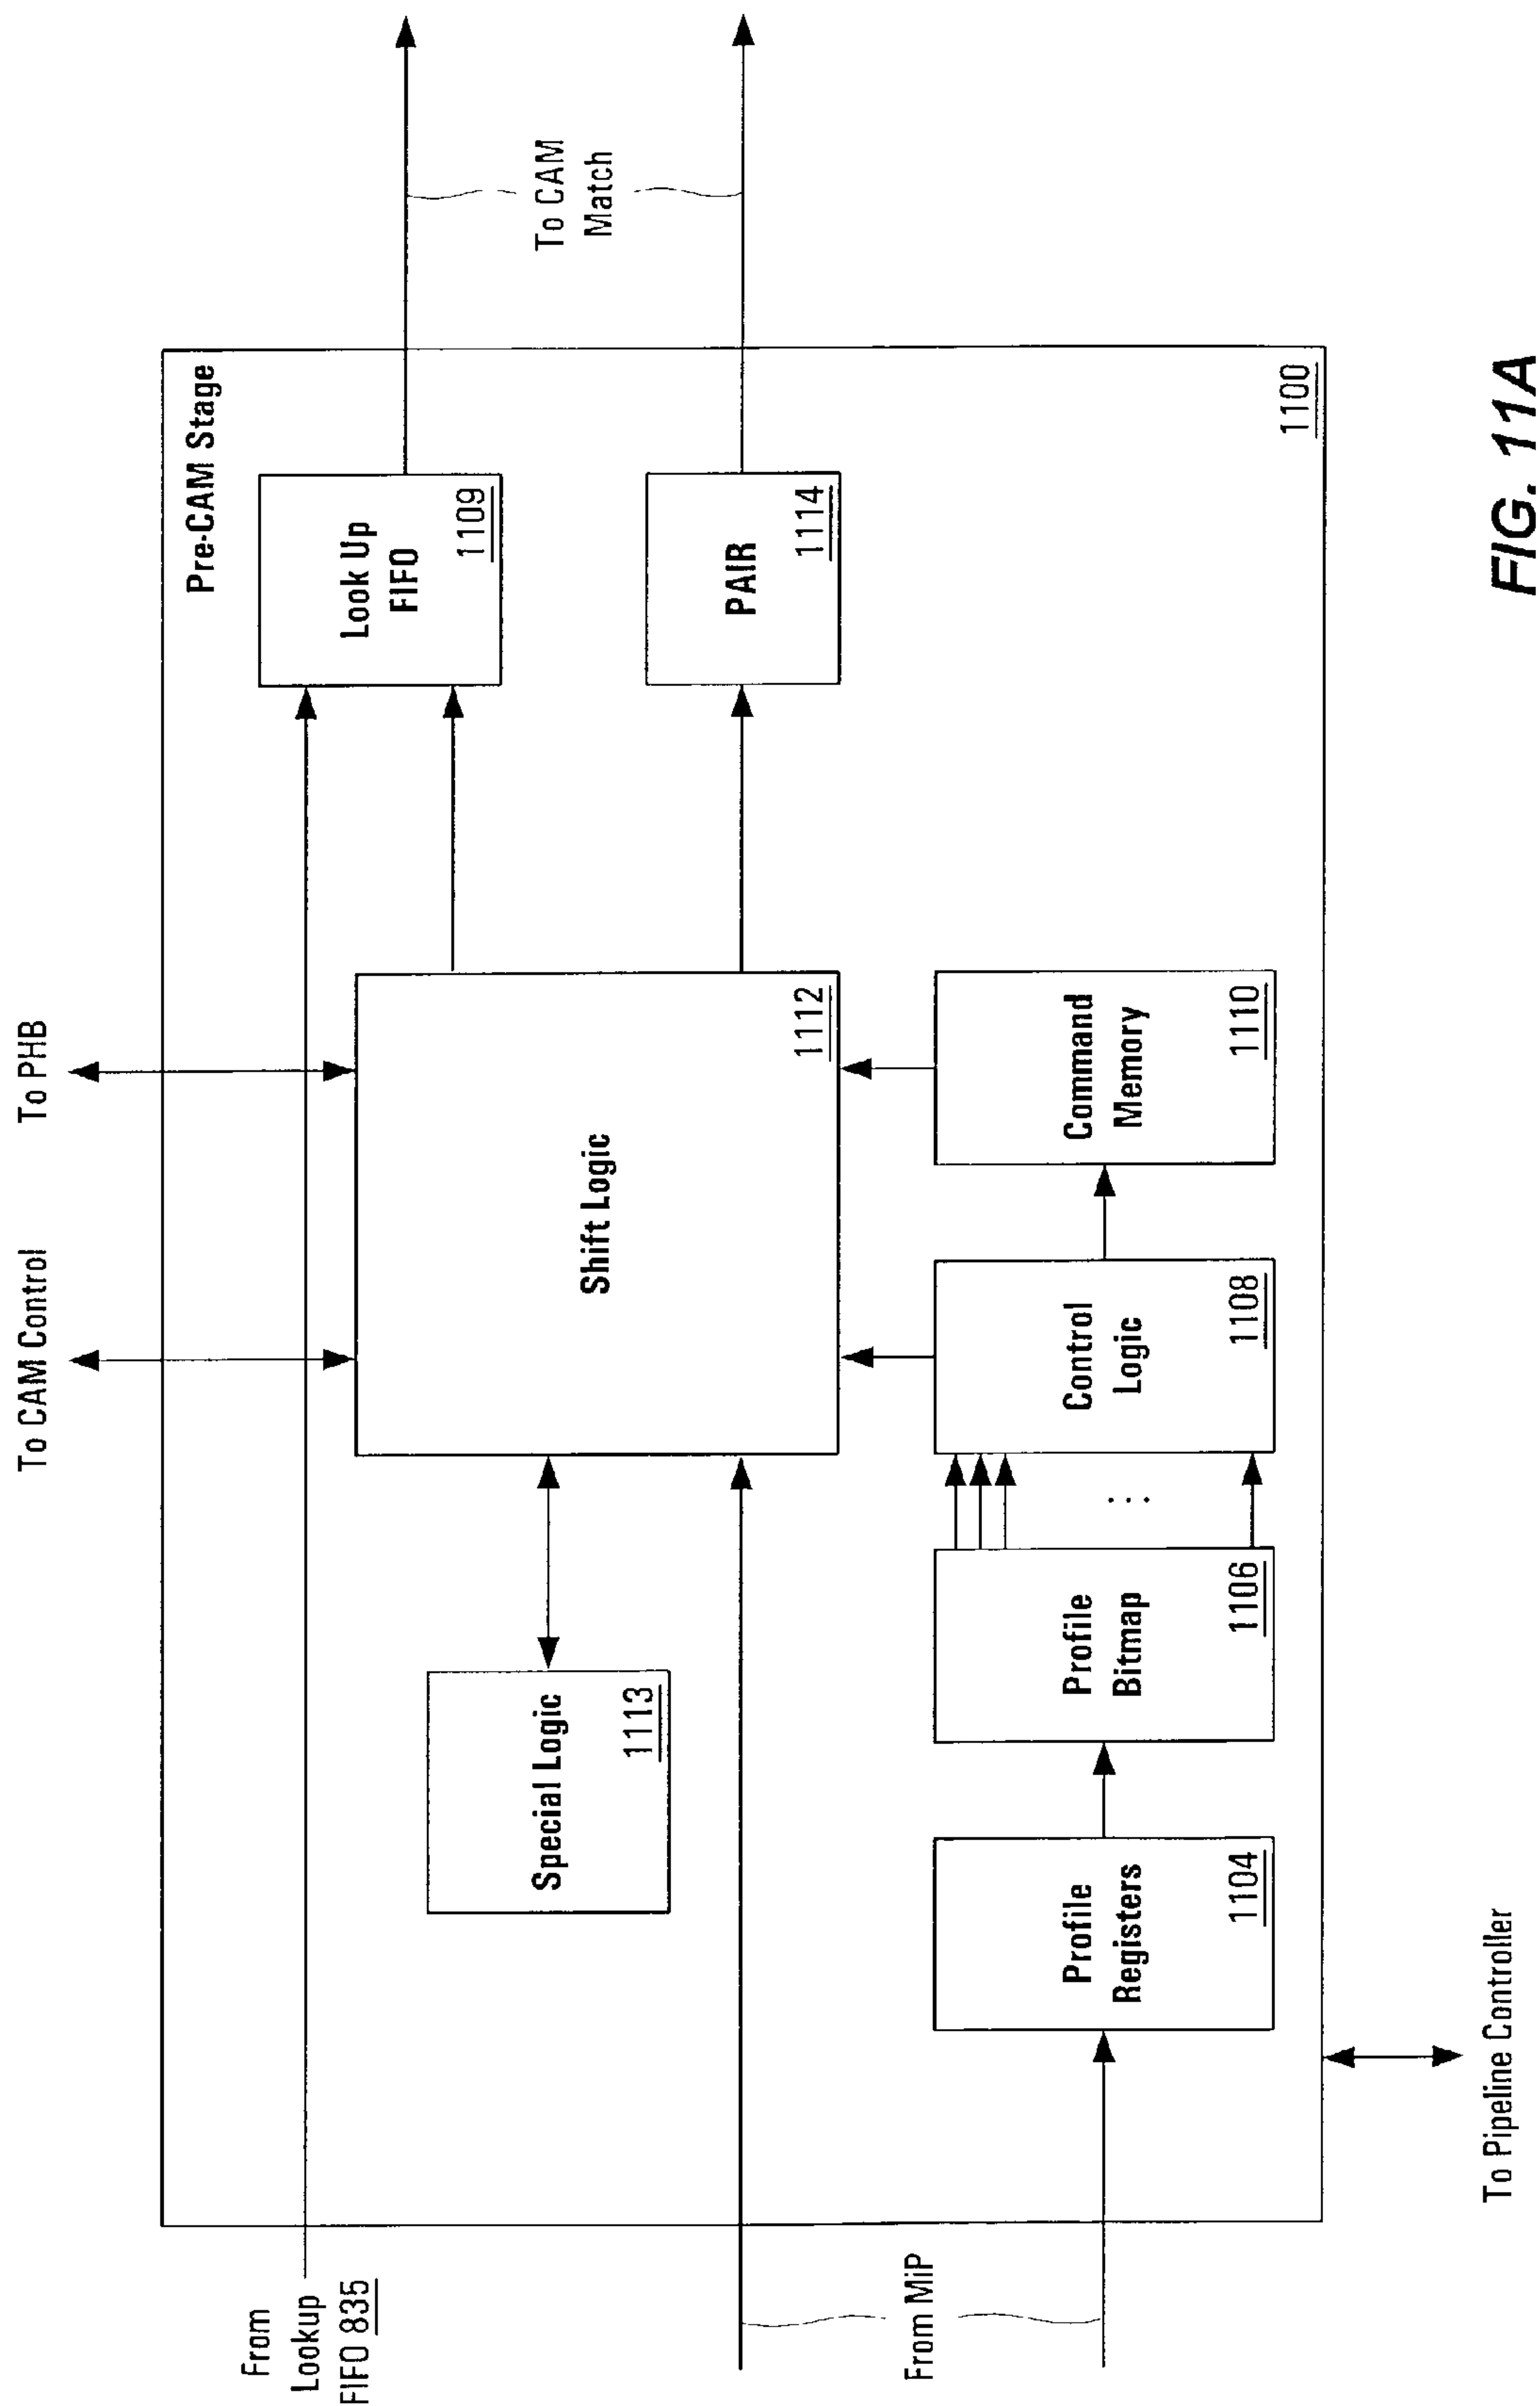 To CAM Control
To PHB
Pre-CAM Stage
From
Lookup
FIFO 835
Look Up
FIFO
1109
To CAM
Match
Special Logic
1113
Shift Logic
1112
PAIR
1114
From MiP
Profile
Registers
1104
Profile
Bitmap
1106
...
Control
Logic
1108
Command
Memory
1110
1100
To Pipeline Controller
FIG. 11A